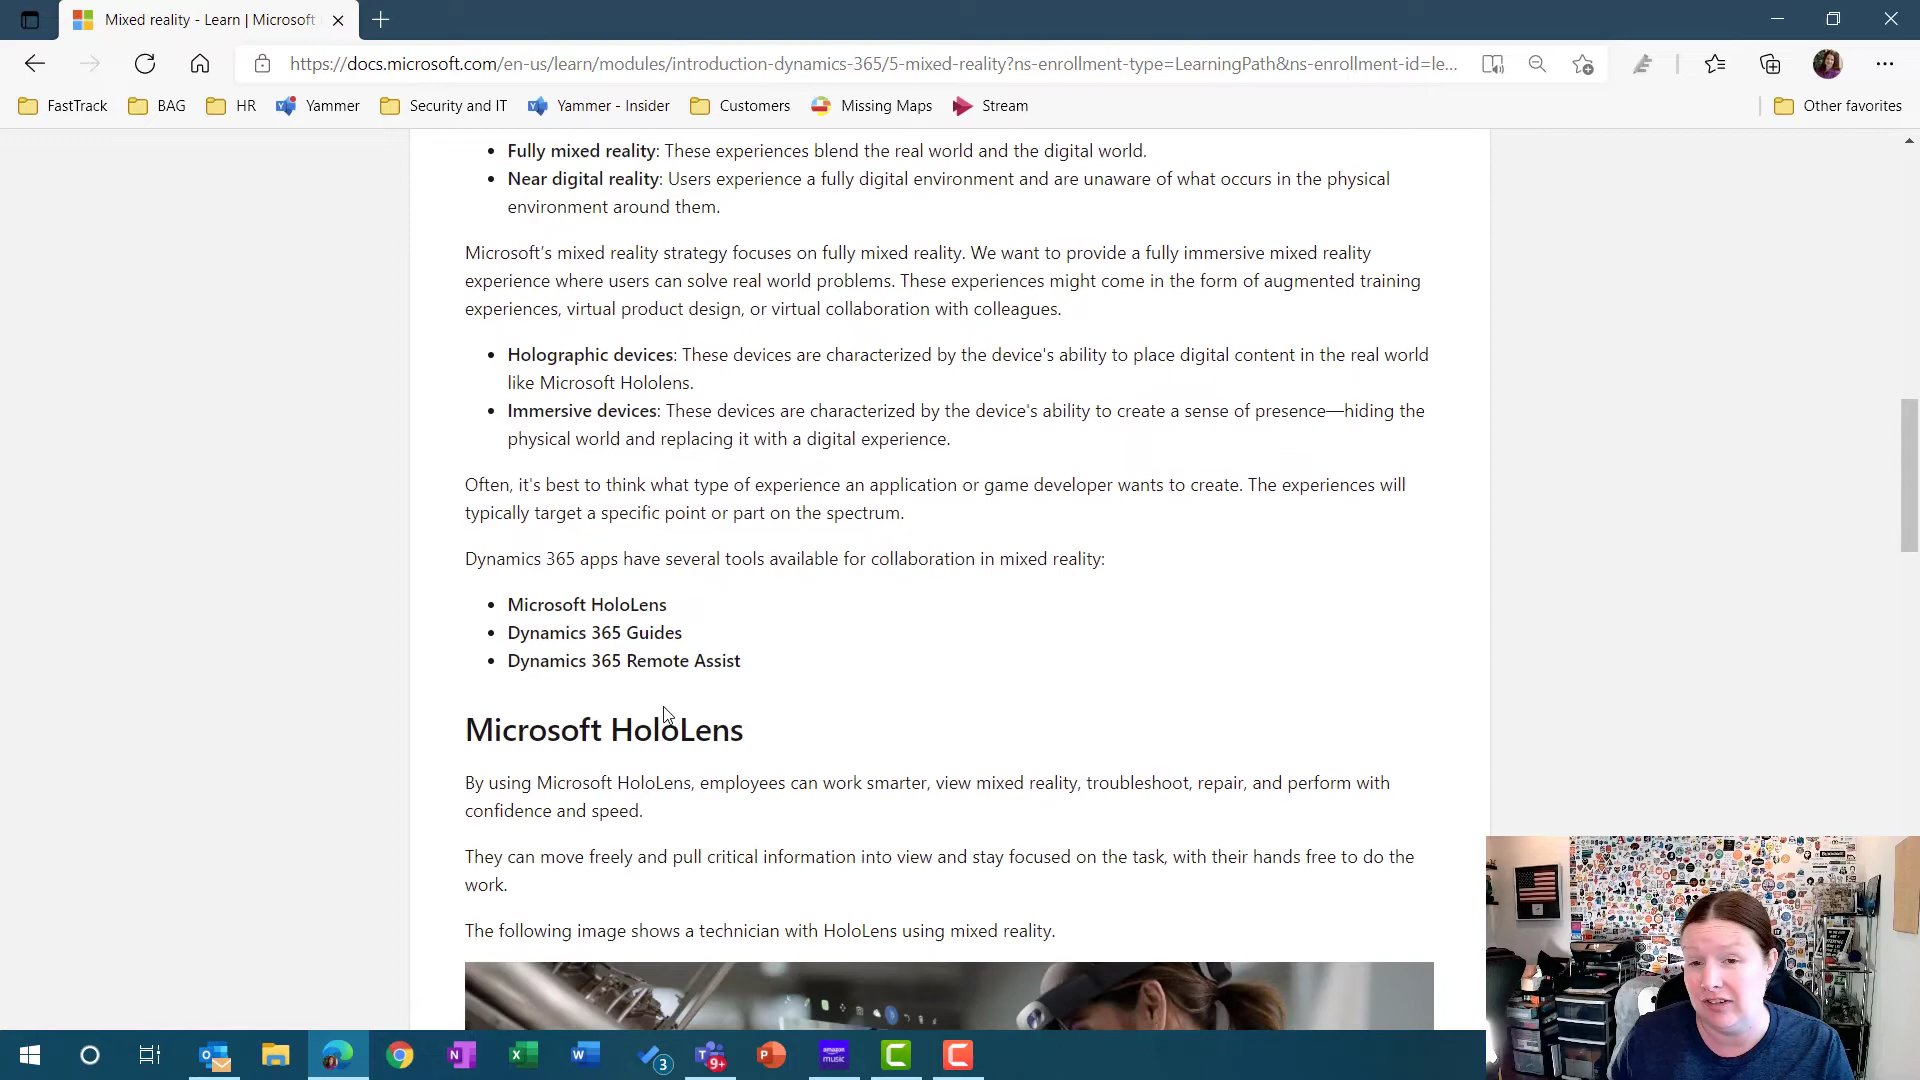 Mixed reality - Learn | Microsoft
https://docs.microsoft.com/en-us/learn/modules/introduction-dynamics-365/5-mixed-reality?ns-enrollment-type=LearningPath&ns-enrollment-id=le...
FastTrack BAG HR Yammer Security and IT Yammer - Insider Customers Missing Maps Stream Other favorites
• Fully mixed reality: These experiences blend the real world and the digital world.
• Near digital reality: Users experience a fully digital environment and are unaware of what occurs in the physical
environment around them.
Microsoft's mixed reality strategy focuses on fully mixed reality. We want to provide a fully immersive mixed reality
experience where users can solve real world problems. These experiences might come in the form of augmented training
experiences, virtual product design, or virtual collaboration with colleagues.
• Holographic devices: These devices are characterized by the device's ability to place digital content in the real world
like Microsoft Hololens.
• Immersive devices: These devices are characterized by the device's ability to create a sense of presence—hiding the
physical world and replacing it with a digital experience.
Often, it's best to think what type of experience an application or game developer wants to create. The experiences will
typically target a specific point or part on the spectrum.
Dynamics 365 apps have several tools available for collaboration in mixed reality:
• Microsoft HoloLens
• Dynamics 365 Guides
• Dynamics 365 Remote Assist
Microsoft HoloLens
By using Microsoft HoloLens, employees can work smarter, view mixed reality, troubleshoot, repair, and perform with
confidence and speed.
They can move freely and pull critical information into view and stay focused on the task, with their hands free to do the
work.
The following image shows a technician with HoloLens using mixed reality.
N X W 3 T 9+ P amazon music C C